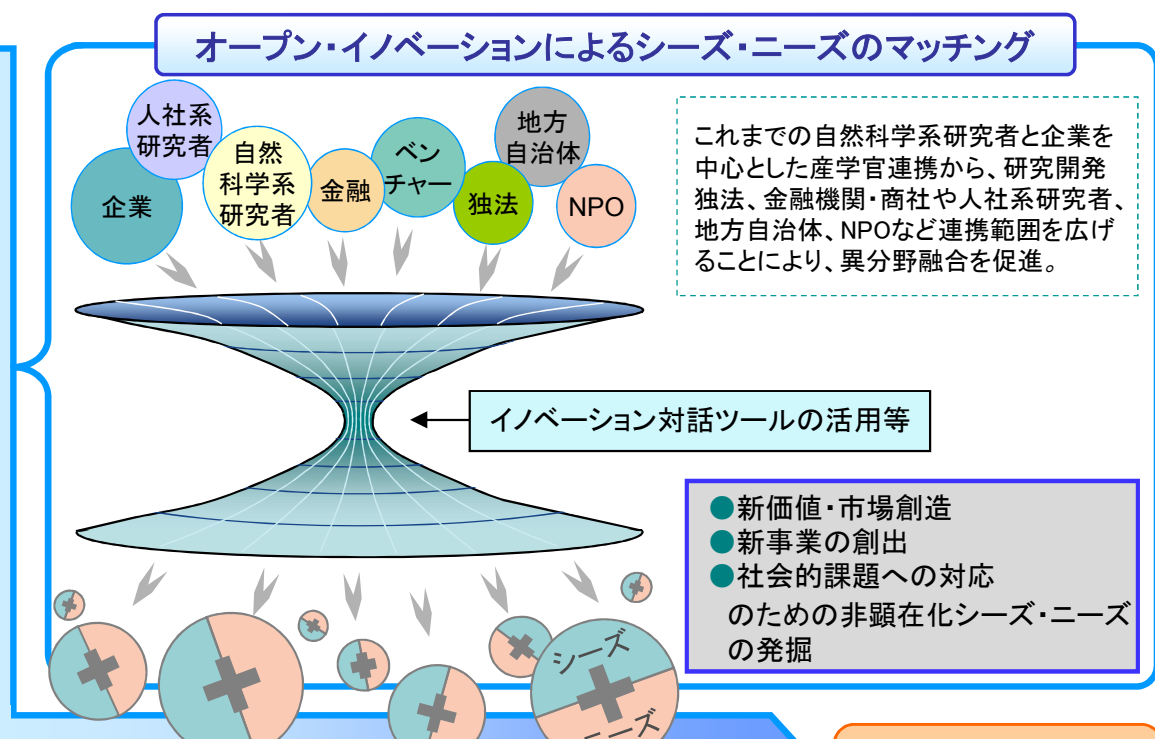 オープン・イノベーションによるシーズ・ニーズのマッチング
人社系
研究者
企業
自然
科学系
研究者
金融
ベン
チャー
独法
地方
自治体
NPO
これまでの自然科学系研究者と企業を
中心とした産学官連携から、研究開発
独法、金融機関・商社や人社系研究者、
地方自治体、NPOなど連携範囲を広げ
ることにより、異分野融合を促進。
イノベーション対話ツールの活用等
●新価値・市場創造
●新事業の創出
●社会的課題への対応
のための非顕在化シーズ・ニーズ
の発掘
シーズ
ニーズ